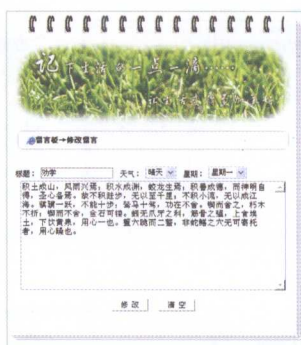 记下生活的一点一滴......
留言板→修改留言
标题： 劝学 天气： 晴天 星期： 星期一
积土成山，风雨兴焉；积水成渊，蛟龙生焉；积善成德，而神明自
得，圣心备焉。故不积跬步，无以至千里；不积小流，无以成江
海。骐骥一跃，不能十步；驽马十驾，功在不舍。锲而舍之，朽木
不折；锲而不舍，金石可镂。蚓无爪牙之利，筋骨之强，上食埃
土，下饮黄泉，用心一也。蟹六跪而二螯，非蛇鳝之穴无可寄托
者，用心躁也。
修 改 清 空